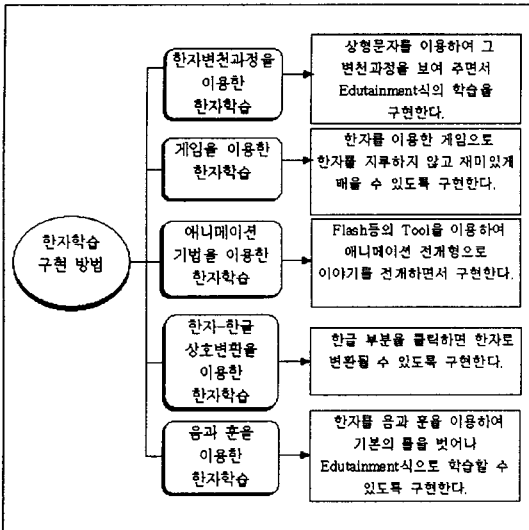 한자학습
구현 방법
한자변천과정을
이용한
한자학습
상형문자를 이용하여 그
변천과정을 보여 주면서
Edutainment식의 학습을
구현한다.
게임을 이용한
한자학습
한자를 이용한 게임으로
한자를 지루하지 않고 재미있게
배울 수 있도록 구현한다.
애니메이션
기법을 이용한
한자학습
Flash등의 Tool을 이용하여
애니메이션 전개형으로
이야기를 전개하면서 구현한다.
한자-한글
상호변환을
이용한
한자학습
한글 부분을 클릭하면 한자로
변환될 수 있도록 구현한다.
음과 훈을
이용한
한자학습
한자를 음과 훈을 이용하여
기본의 틀을 벗어나
Edutainment식으로 학습할 수
있도록 구현한다.